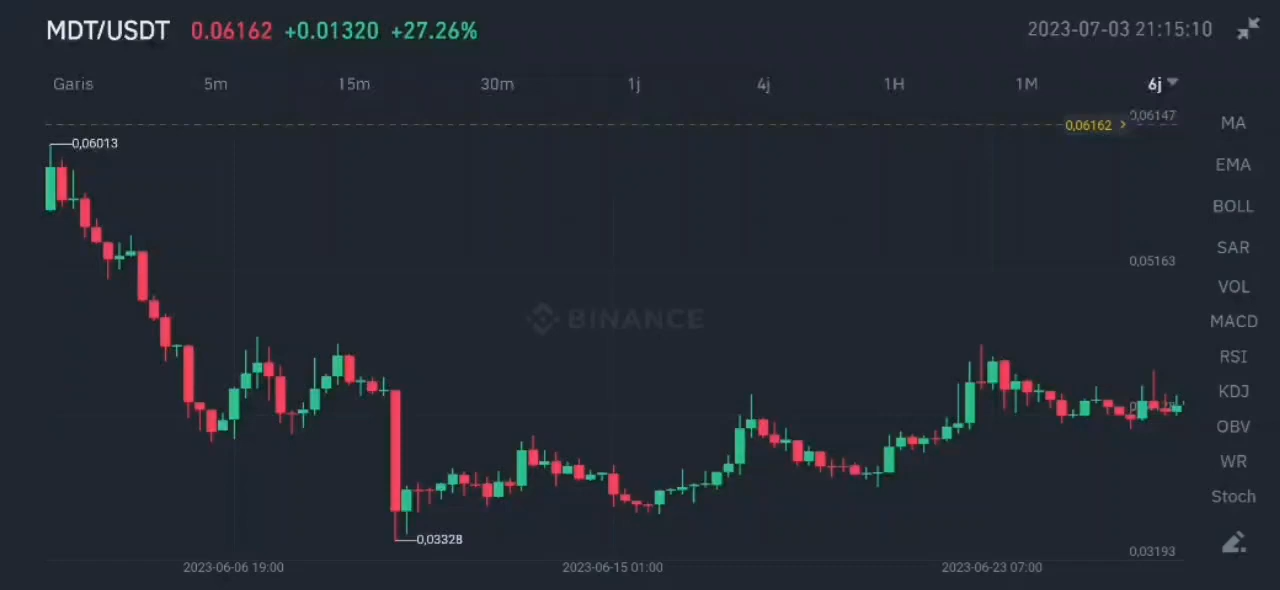 MDT/USDT 0.06162 +0.01320 +27.26% 2023-07-03 21:15:10
Garis 5m 15m 30m 1j 4j 1H 1M 6j
0,06147
0,06162 MA
0,06013
EMA
BOLL
SAR
0,05163
VOL
BINANCE MACD
RSI
KDJ
OBV
WR
Stoch
0,03328
0,03193
2023-06-06 19:00 2023-06-15 01:00 2023-06-23 07:00